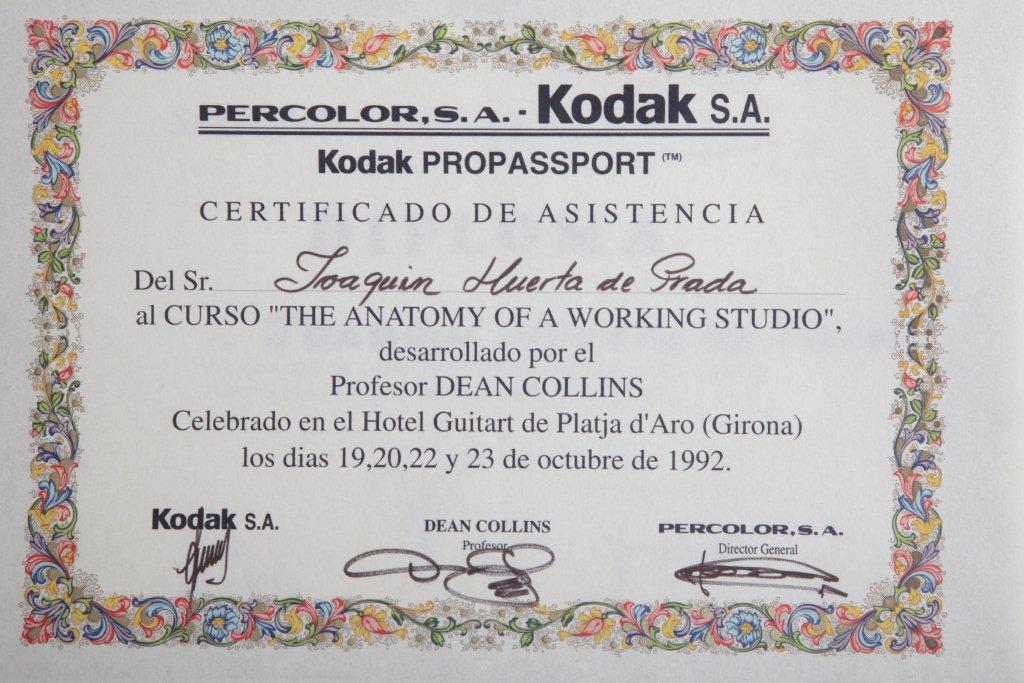 PERCOLOR, S.A. - Kodak S.A.
Kodak PROPASSPORT (TM)
CERTIFICADO DE ASISTENCIA
Del Sr. Joaquin Huerta de Prada
al CURSO "THE ANATOMY OF A WORKING STUDIO",
desarrollado por el
Profesor DEAN COLLINS
Celebrado en el Hotel Guitart de Platja d'Aro (Girona)
los dias 19,20,22 y 23 de octubre de 1992.
Kodak S.A.
DEAN COLLINS
Profesor
PERCOLOR, S.A.
Director General